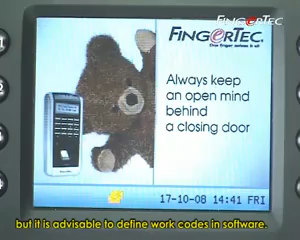 FINGERTEC
FINGERTEC
One finger solves it all
Always keep
an open mind
behind
a closing door
17-10-08 14:41 FRI
but it is advisable to define work codes in software.